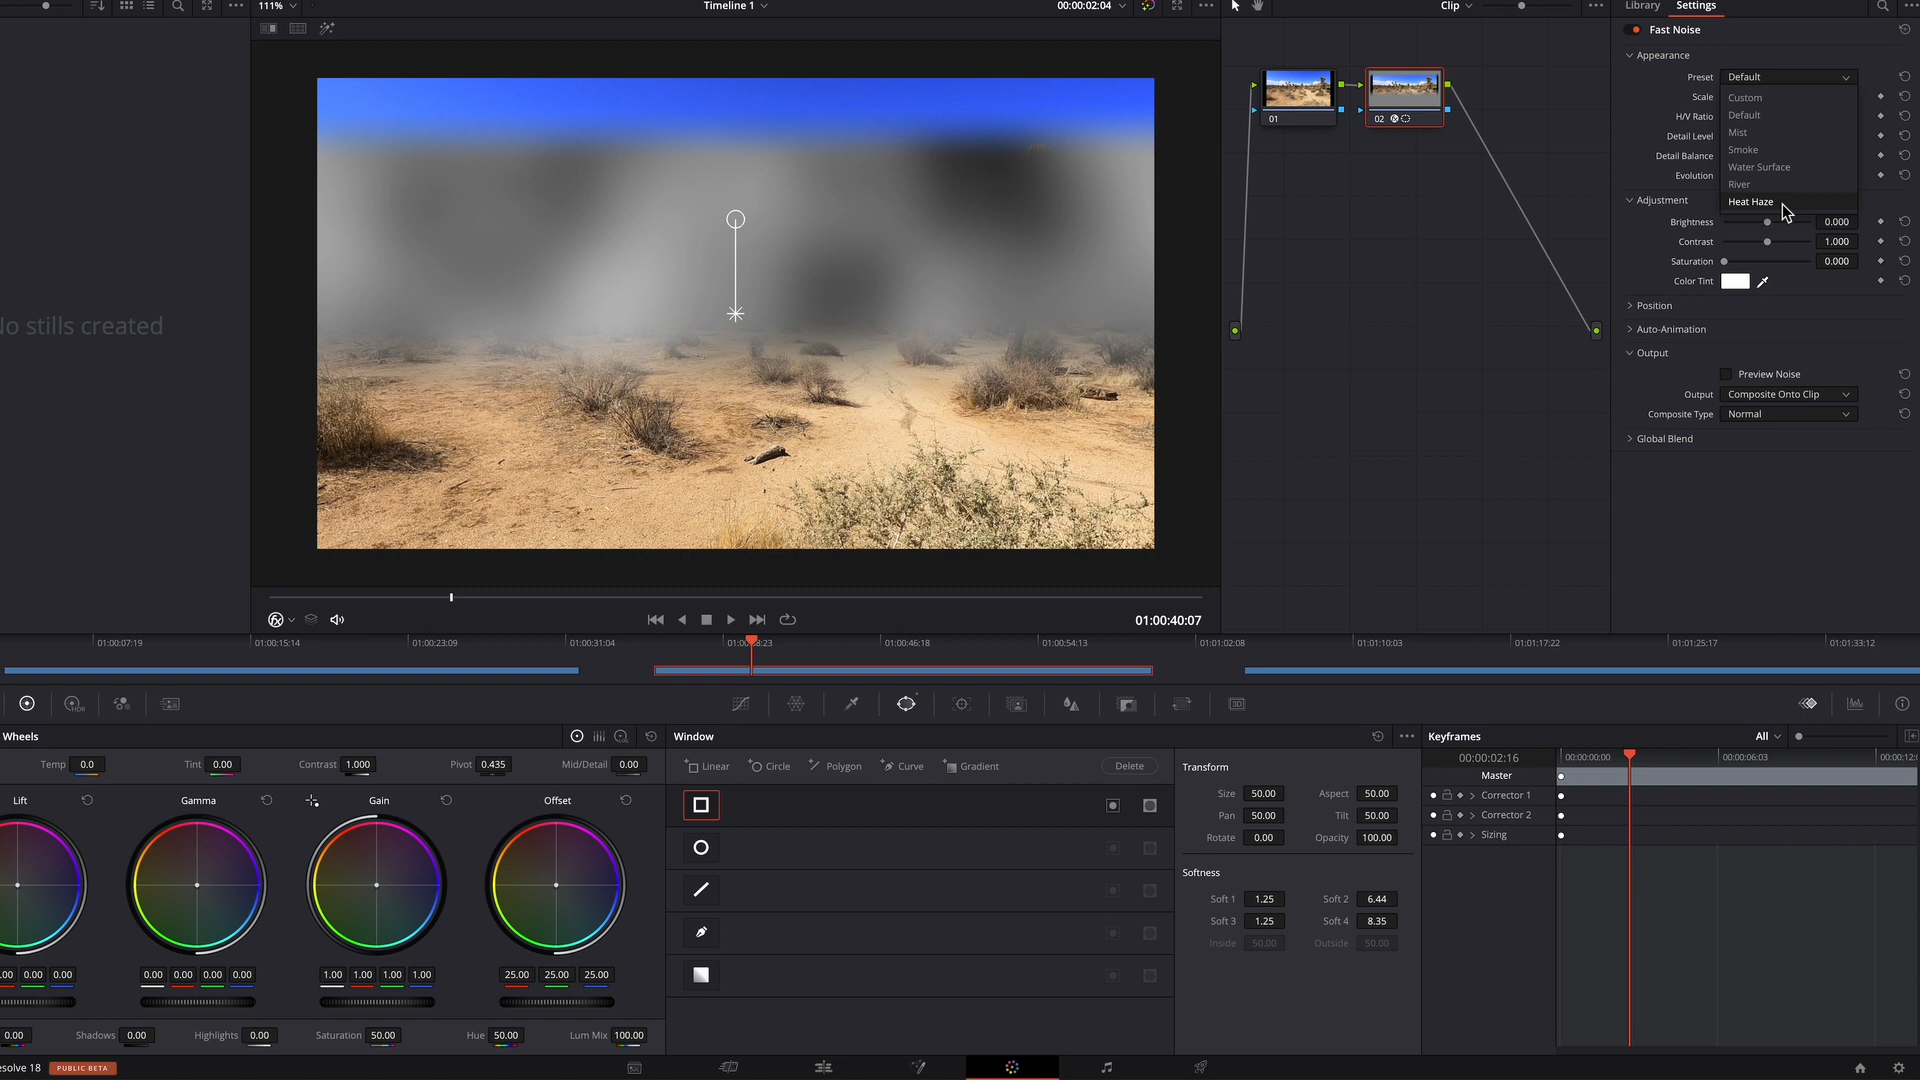 111%
Timeline 1
00:00:02:04
Clip
Library
Settings
Fast Noise
Appearance
Preset
Default
Scale
Custom
H/V Ratio
Default
Detail Level
Mist
Detail Balance
Smoke
Evolution
Water Surface
River
Adjustment
Heat Haze
Brightness
0.000
Contrast
1.000
Saturation
0.000
Color Tint
Position
Auto-Animation
Output
Preview Noise
Output
Composite Onto Clip
Composite Type
Normal
Global Blend
01
02
No stills created
01:00:40:07
01:00:07:19
01:00:15:14
01:00:23:09
01:00:31:04
01:00:38:23
01:00:46:18
01:00:54:13
01:01:02:08
01:01:10:03
01:01:17:22
01:01:25:17
01:01:33:12
HDR
3D
Wheels
Temp 0.0
Tint 0.00
Contrast 1.000
Pivot 0.435
Mid/Detail 0.00
Lift
Gamma
Gain
Offset
.00 0.00 0.00
0.00 0.00 0.00 0.00
1.00 1.00 1.00 1.00
25.00 25.00 25.00
0.00
Shadows 0.00
Highlights 0.00
Saturation 50.00
Hue 50.00
Lum Mix 100.00
Window
Linear
Circle
Polygon
Curve
Gradient
Delete
Transform
Size 50.00
Aspect 50.00
Pan 50.00
Tilt 50.00
Rotate 0.00
Opacity 100.00
Softness
Soft 1 1.25
Soft 2 6.44
Soft 3 1.25
Soft 4 8.35
Inside 50.00
Outside 50.00
Keyframes
All
00:00:02:16
00:00:00:00
00:00:06:03
00:00:12:
Master
Corrector 1
Corrector 2
Sizing
esolve 18
PUBLIC BETA